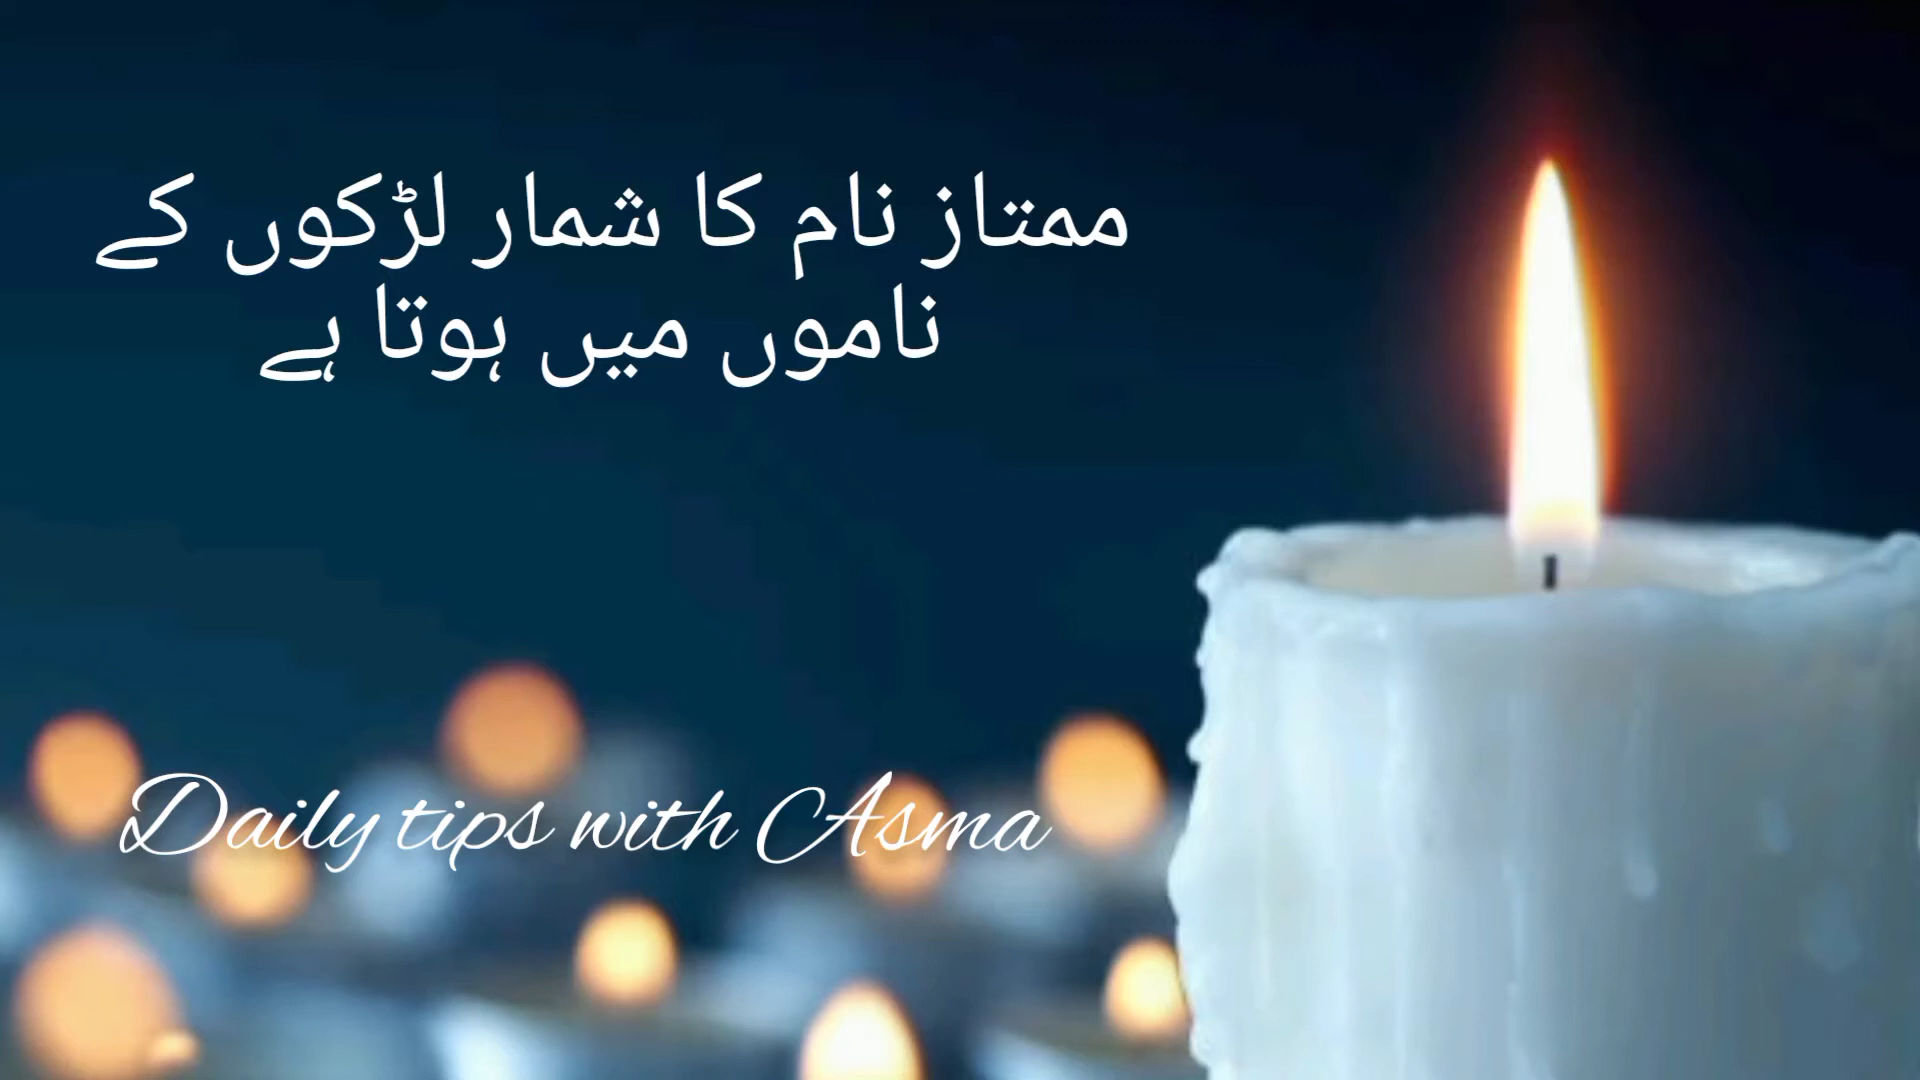 ممتاز نام کا شمار لڑکوں کے
ناموں میں ہوتا ہے
Daily tips with Asma